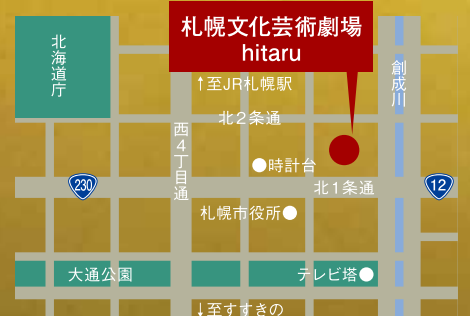 札幌文化芸術劇場
hitaru
北海道庁
↑至JR札幌駅
創成川
北2条通
西4丁目通
時計台
230
北1条通
12
札幌市役所
大通公園
テレビ塔
↓至すすきの